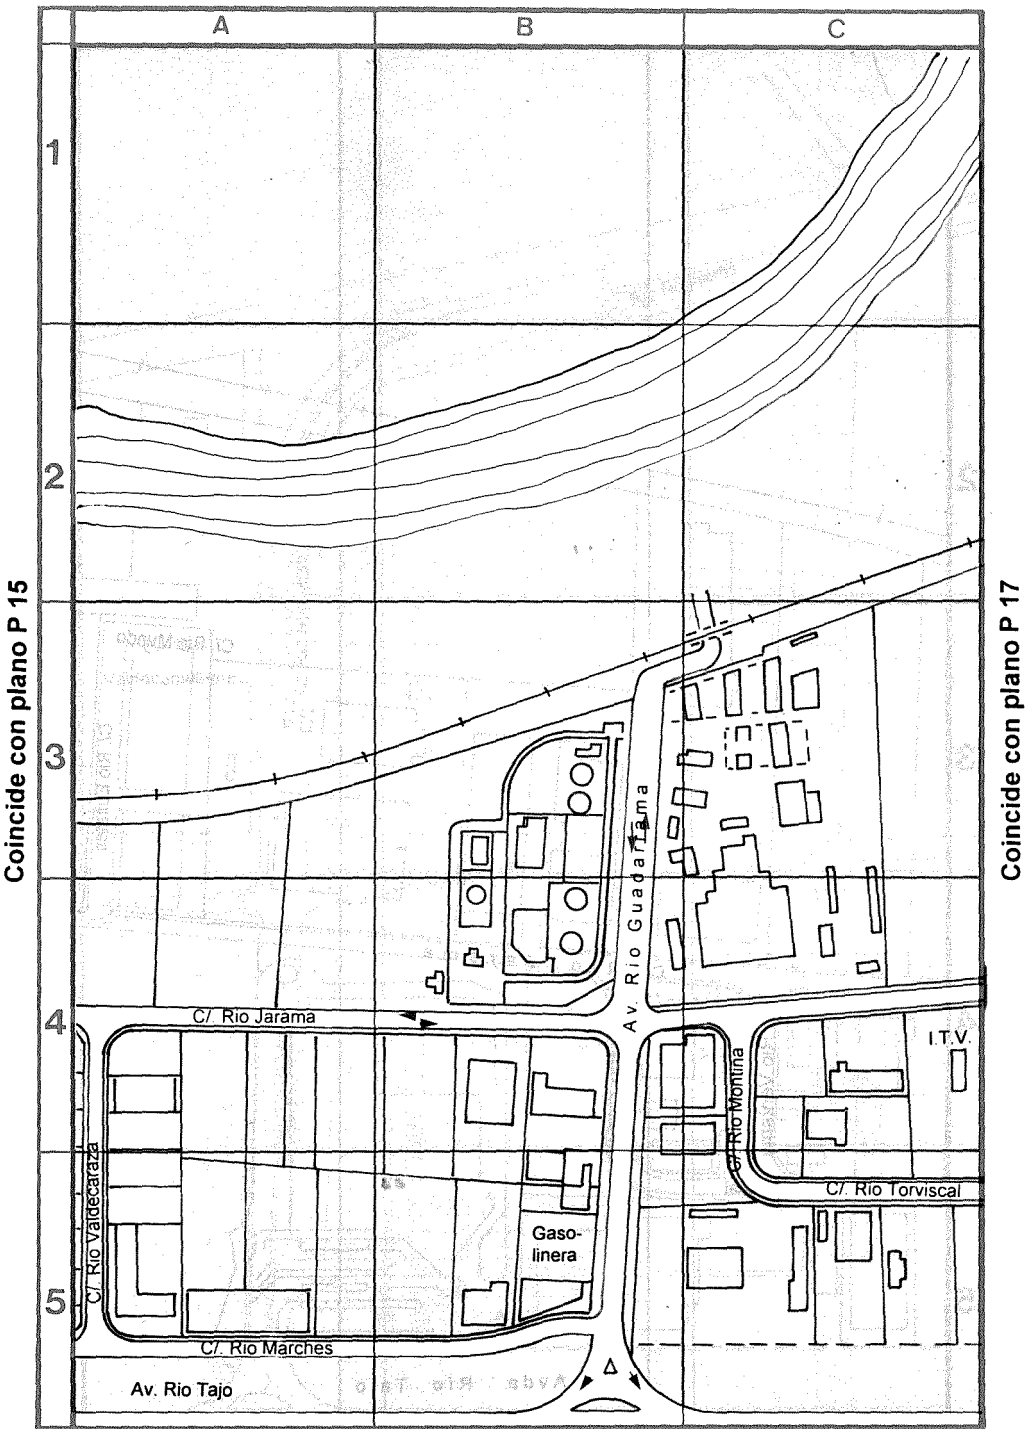 A
B
C
1
2
3
4
5
Coincide con plano P 15
Coincide con plano P 17
Av. Rio Guadarrama
C/. Rio Jarama
I.T.V.
C/. Rio Montina
C/. Rio Valdecaraza
C/. Rio Torviscal
Gaso-
linera
C/. Rio Marches
Av. Rio Tajo